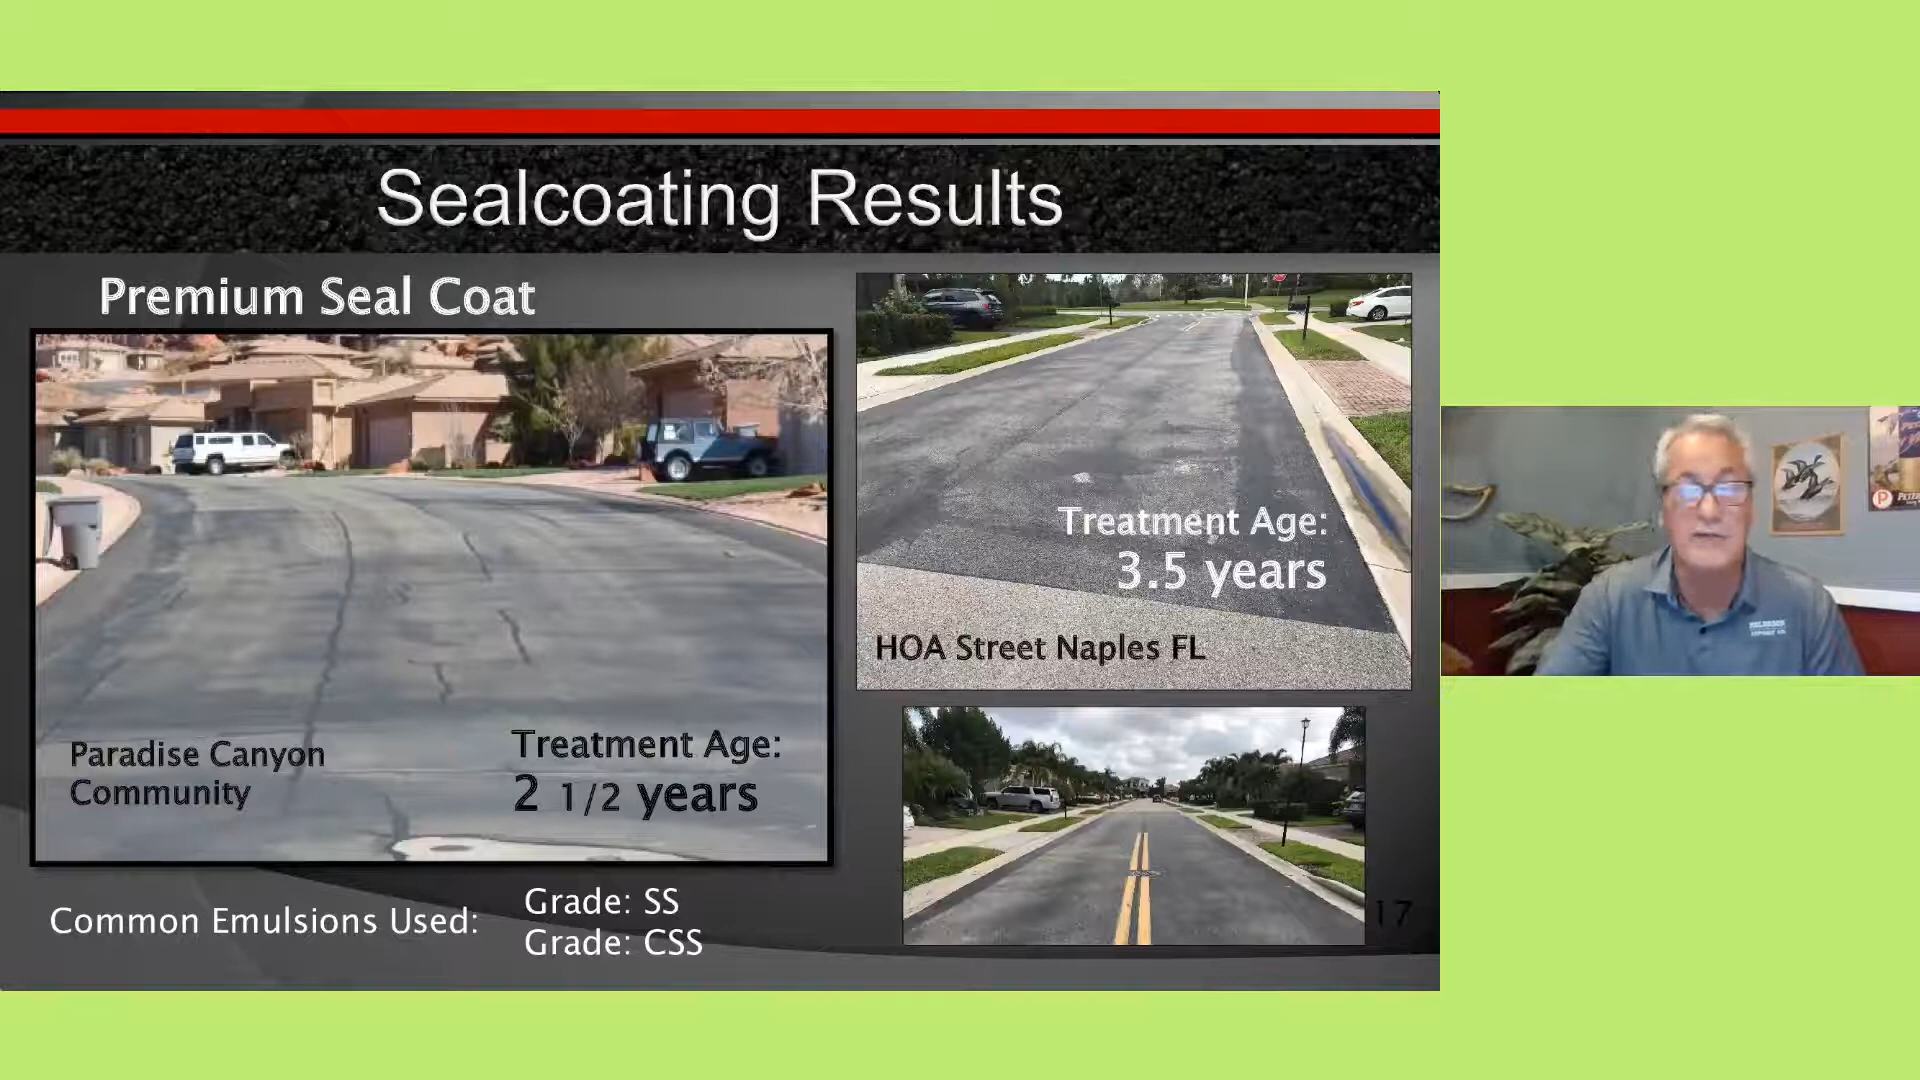 Sealcoating Results
Premium Seal Coat
Paradise Canyon
Community
Treatment Age:
2 1/2 years
Treatment Age:
3.5 years
HOA Street Naples FL
Common Emulsions Used:
Grade: SS
Grade: CSS
17